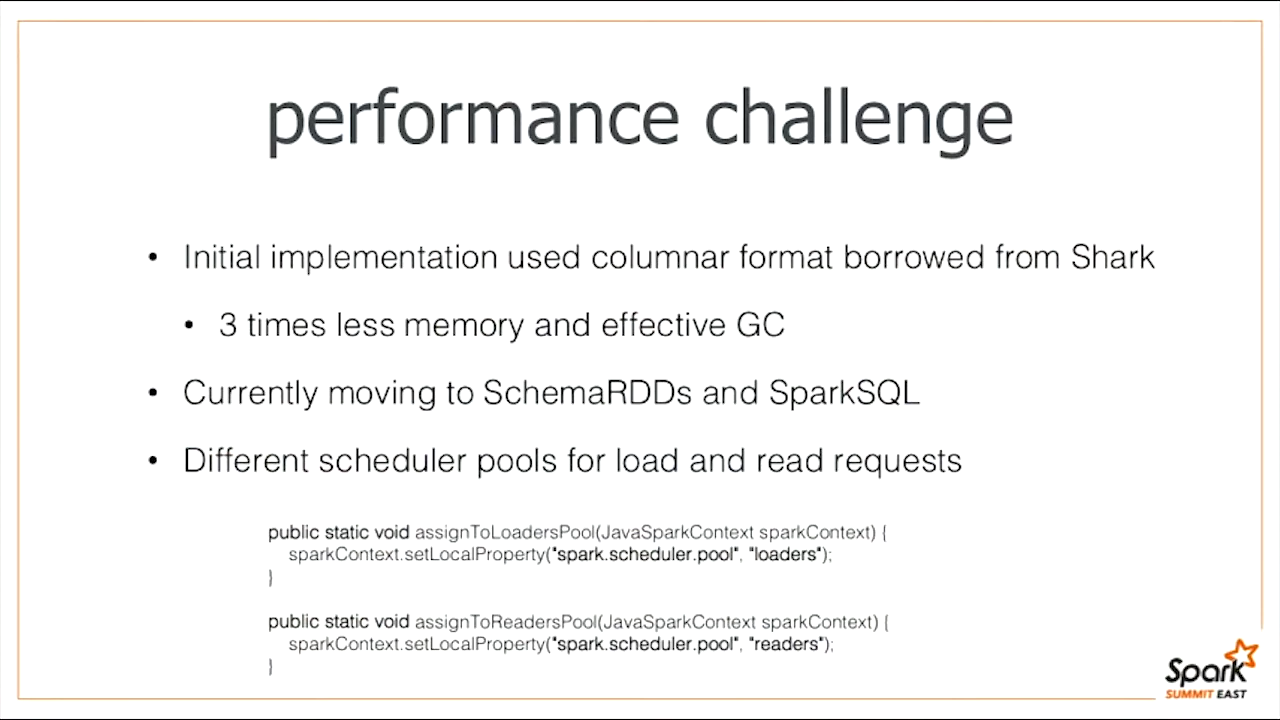 performance challenge
• Initial implementation used columnar format borrowed from Shark
• 3 times less memory and effective GC
• Currently moving to SchemaRDDs and SparkSQL
• Different scheduler pools for load and read requests
public static void assignToLoadersPool(JavaSparkContext sparkContext) {
sparkContext.setLocalProperty("spark.scheduler.pool", "loaders");
}
public static void assignToReadersPool(JavaSparkContext sparkContext) {
sparkContext.setLocalProperty("spark.scheduler.pool", "readers");
}
Spark
SUMMIT EAST